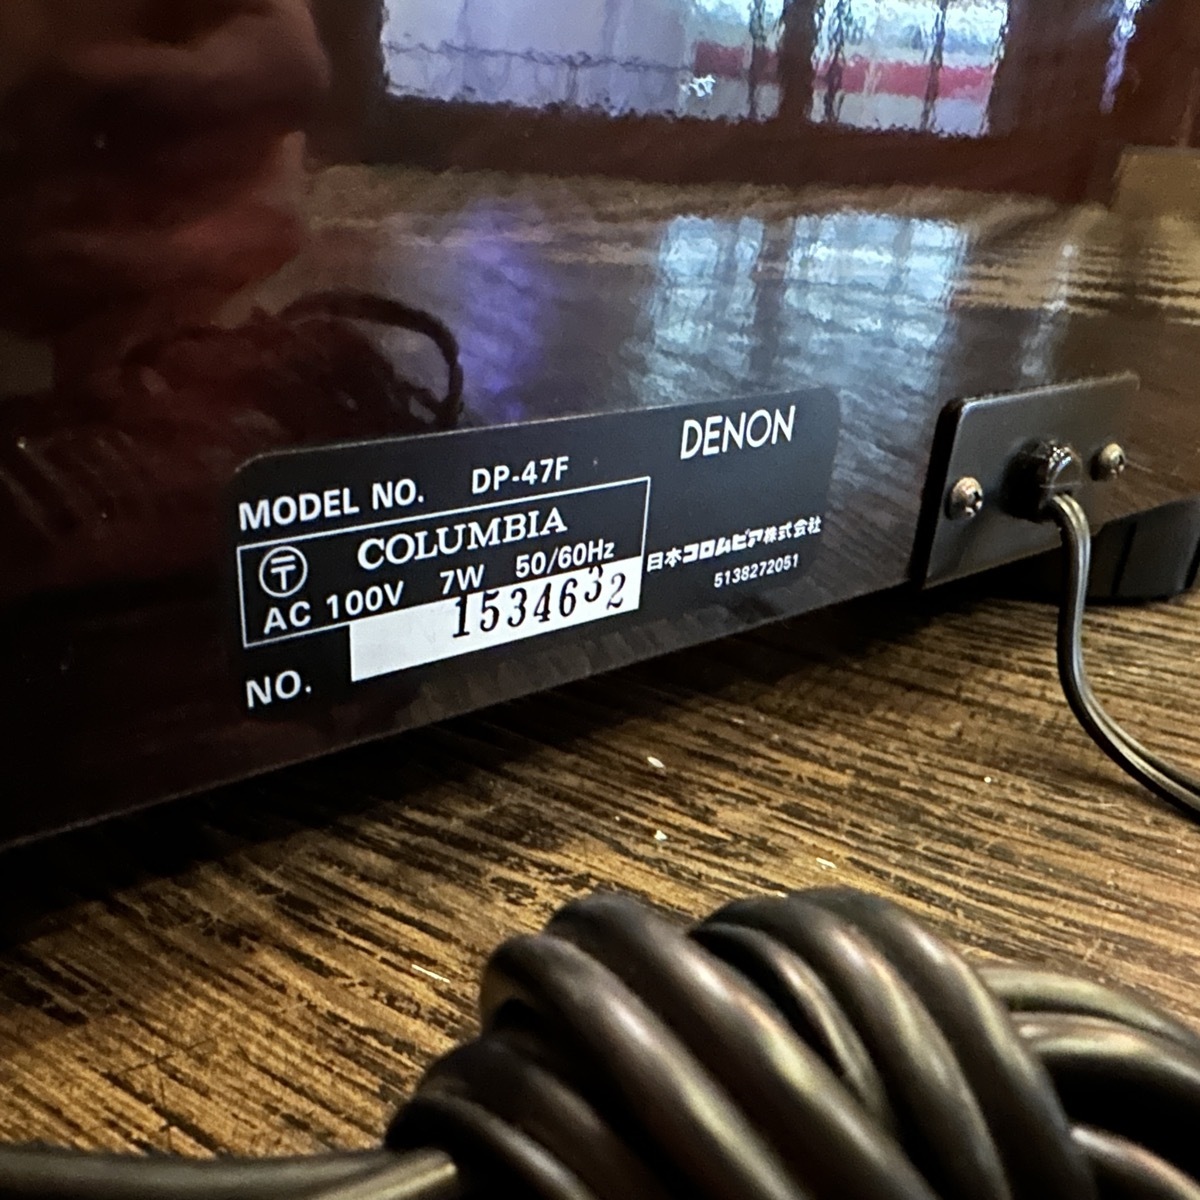 DENON
MODEL NO. DP-47F
〒 COLUMBIA
AC 100V 7W 50/60Hz
日本コロムビア株式会社
5138272051
NO. 1534632